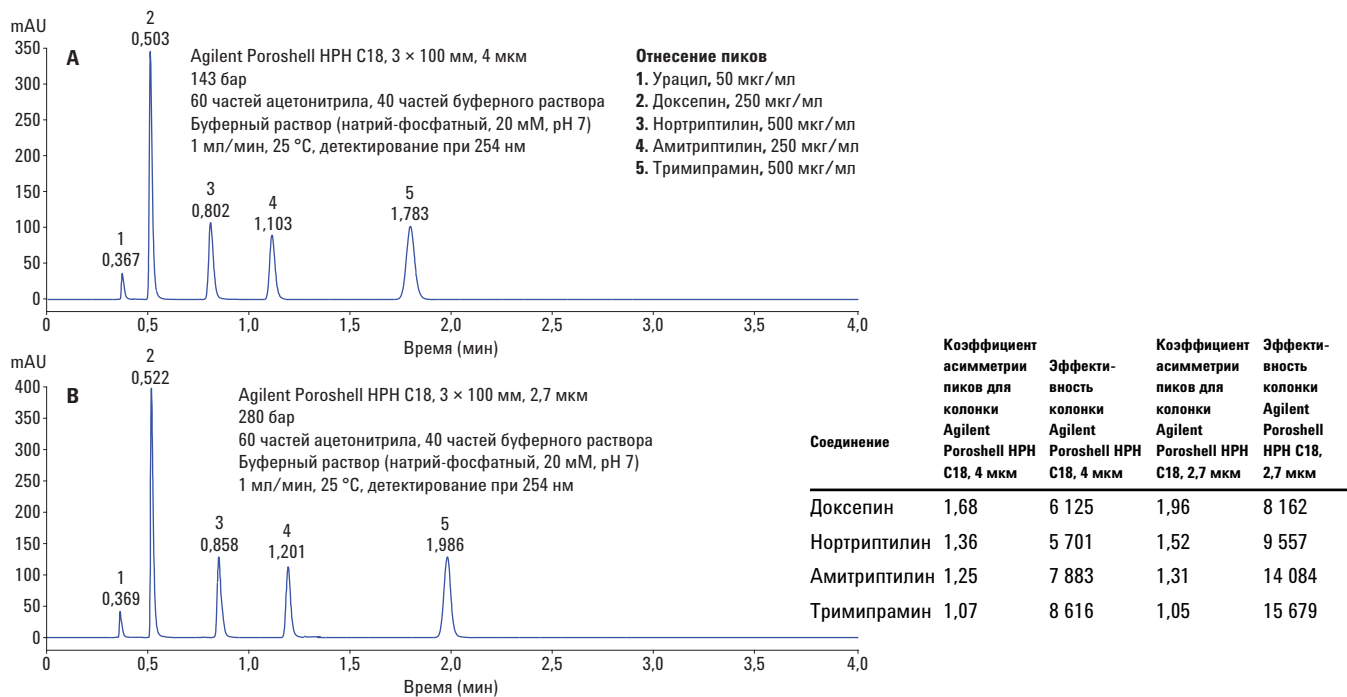 mAU
2
0,503
350
300
250
200
150
100
50
0
A
Agilent Poroshell HPH C18, 3 × 100 мм, 4 мкм
143 бар
60 частей ацетонитрила, 40 частей буферного раствора
Буферный раствор (натрий-фосфатный, 20 мМ, pH 7)
1 мл/мин, 25 °C, детектирование при 254 нм
Отнесение пиков
1. Урацил, 50 мкг/мл
2. Доксепин, 250 мкг/мл
3. Нортриптилин, 500 мкг/мл
4. Амитриптилин, 250 мкг/мл
5. Тримипрамин, 500 мкг/мл
1
0,367
3
0,802
4
1,103
5
1,783
0 0,5 1,0 1,5 2,0 2,5 3,0 3,5 4,0
Время (мин)
mAU
2
0,522
400
350
300
250
200
150
100
50
0
B
Agilent Poroshell HPH C18, 3 × 100 мм, 2,7 мкм
280 бар
60 частей ацетонитрила, 40 частей буферного раствора
Буферный раствор (натрий-фосфатный, 20 мМ, pH 7)
1 мл/мин, 25 °C, детектирование при 254 нм
1
0,369
3
0,858
4
1,201
5
1,986
0 0,5 1,0 1,5 2,0 2,5 3,0 3,5 4,0
Время (мин)
Соединение
Коэффициент
асимметрии
пиков для
колонки
Agilent
Poroshell HPH
C18, 4 мкм
Эффекти-
вность
колонки
Agilent
Poroshell HPH
C18, 4 мкм
Коэффициент
асимметрии
пиков для
колонки
Agilent
Poroshell HPH
C18, 2,7 мкм
Эффекти-
вность
колонки
Agilent
Poroshell
HPH C18,
2,7 мкм
Доксепин 1,68 6 125 1,96 8 162
Нортриптилин 1,36 5 701 1,52 9 557
Амитриптилин 1,25 7 883 1,31 14 084
Тримипрамин 1,07 8 616 1,05 15 679